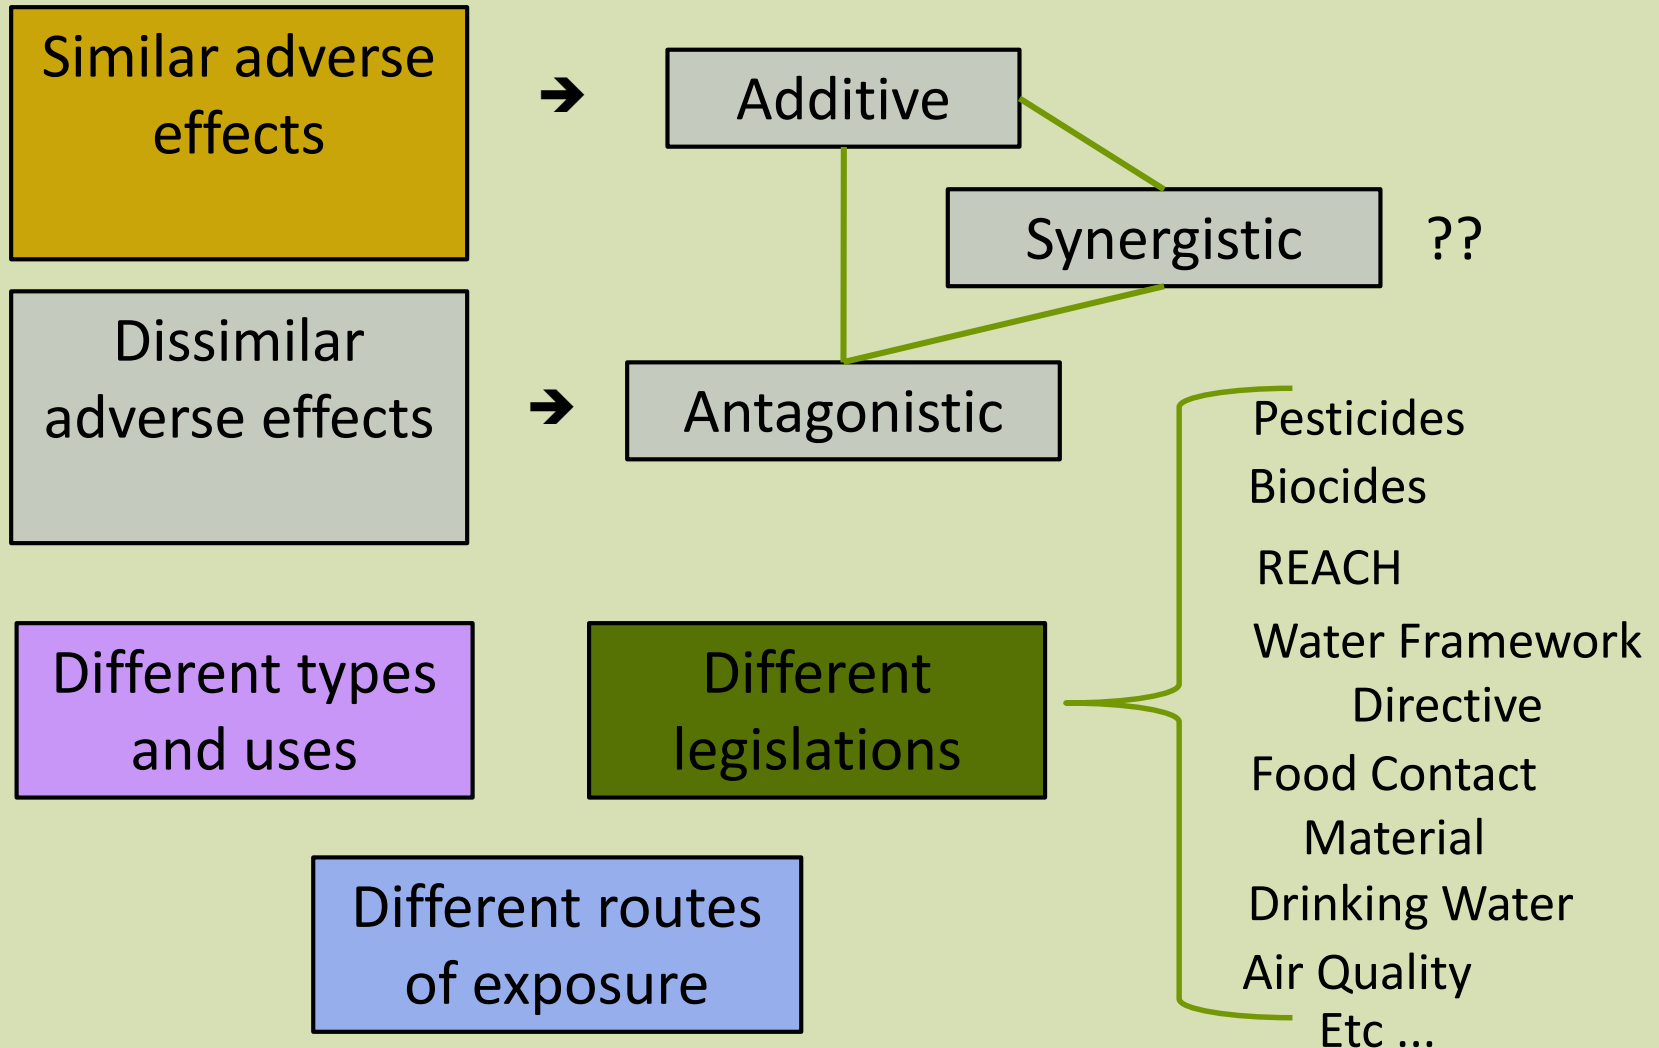 Similar adverse
effects
➔
Additive
Synergistic
??
Dissimilar
adverse effects
➔
Antagonistic
Different types
and uses
Different
legislations
Pesticides
Biocides
REACH
Water Framework
Directive
Food Contact
Material
Drinking Water
Air Quality
Etc ...
Different routes
of exposure